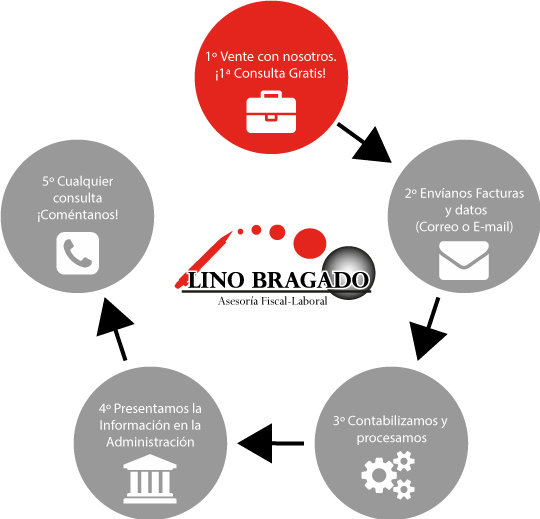 1º Vente con nosotros.
¡1ª Consulta Gratis!
2º Envíanos Facturas
y datos
(Correo o E-mail)
3º Contabilizamos y
procesamos
4º Presentamos la
Información en la
Administración
5º Cualquier
consulta
¡Coméntanos!
LINO BRAGADO
Asesoría Fiscal-Laboral